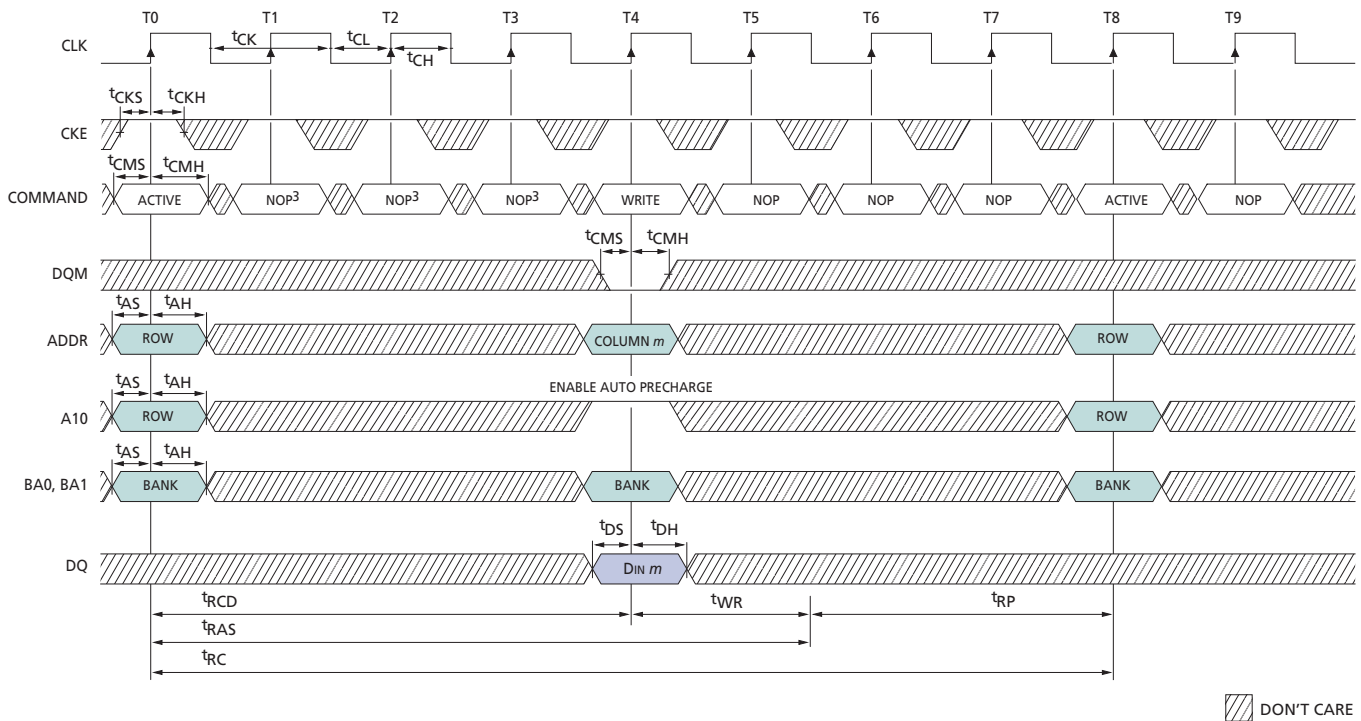 T0 T1 T2 T3 T4 T5 T6 T7 T8 T9
CLK
tCK tCL
tCH
tCKS tCKH
CKE
tCMS tCMH
COMMAND ACTIVE NOP3 NOP3 NOP3 WRITE NOP NOP NOP ACTIVE NOP
tCMS tCMH
DQM
tAS tAH
ADDR ROW COLUMN m ROW
ENABLE AUTO PRECHARGE
tAS tAH
A10 ROW ROW
tAS tAH
BA0, BA1 BANK BANK BANK
tDS tDH
DQ DIN m
tRCD tWR tRP
tRAS
tRC
DON'T CARE